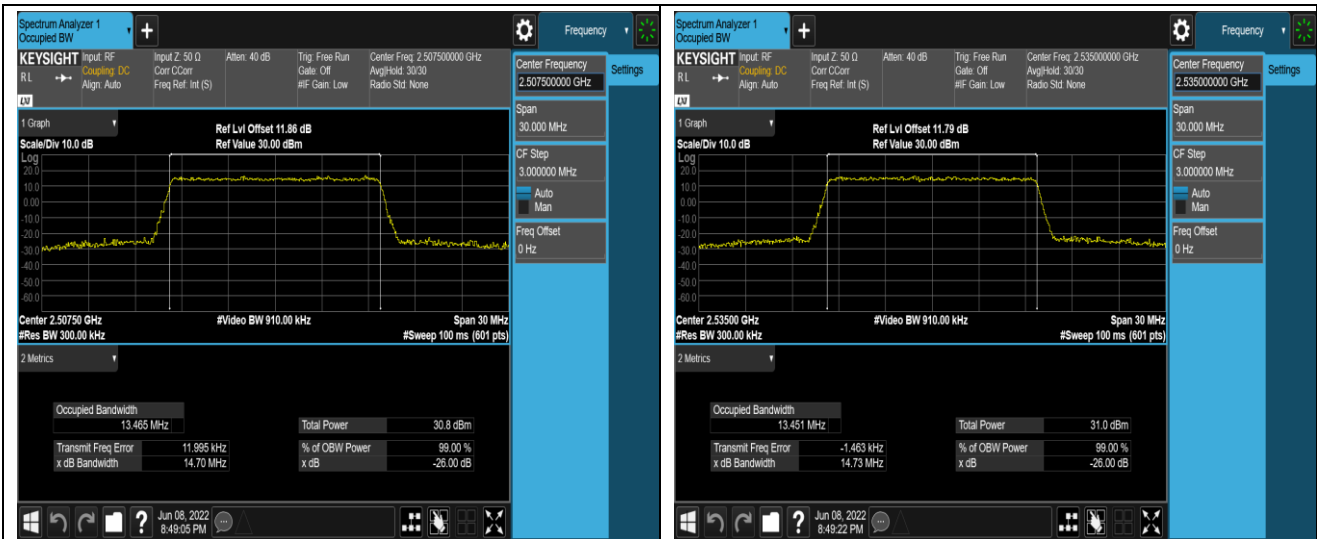 Spectrum Analyzer 1
Occupied BW
+
Frequency
KEYSIGHT
Input: RF
Input Z: 50 Ω
Atten: 40 dB
Trig: Free Run
Center Freq: 2.507500000 GHz
RL
Coupling: DC
Corr CCorr
Gate: Off
Avg|Hold: 30/30
Align: Auto
Freq Ref: Int (S)
#IF Gain: Low
Radio Std: None
LXI
Center Frequency
2.507500000 GHz
Settings
Span
30.000 MHz
CF Step
3.000000 MHz
Auto
Man
Freq Offset
0 Hz
1 Graph
Ref Lvl Offset 11.86 dB
Scale/Div 10.0 dB
Ref Value 30.00 dBm
Log
20.0
10.0
0.00
-10.0
-20.0
-30.0
-40.0
-50.0
-60.0
Center 2.50750 GHz
#Video BW 910.00 kHz
Span 30 MHz
#Res BW 300.00 kHz
#Sweep 100 ms (601 pts)
2 Metrics
Occupied Bandwidth
13.465 MHz
Total Power 30.8 dBm
Transmit Freq Error 11.995 kHz
% of OBW Power 99.00 %
x dB Bandwidth 14.70 MHz
x dB -26.00 dB
?
Jun 08, 2022
8:49:05 PM
Spectrum Analyzer 1
Occupied BW
+
Frequency
KEYSIGHT
Input: RF
Input Z: 50 Ω
Atten: 40 dB
Trig: Free Run
Center Freq: 2.535000000 GHz
RL
Coupling: DC
Corr CCorr
Gate: Off
Avg|Hold: 30/30
Align: Auto
Freq Ref: Int (S)
#IF Gain: Low
Radio Std: None
LXI
Center Frequency
2.535000000 GHz
Settings
Span
30.000 MHz
CF Step
3.000000 MHz
Auto
Man
Freq Offset
0 Hz
1 Graph
Ref Lvl Offset 11.79 dB
Scale/Div 10.0 dB
Ref Value 30.00 dBm
Log
20.0
10.0
0.00
-10.0
-20.0
-30.0
-40.0
-50.0
-60.0
Center 2.53500 GHz
#Video BW 910.00 kHz
Span 30 MHz
#Res BW 300.00 kHz
#Sweep 100 ms (601 pts)
2 Metrics
Occupied Bandwidth
13.451 MHz
Total Power 31.0 dBm
Transmit Freq Error -1.463 kHz
% of OBW Power 99.00 %
x dB Bandwidth 14.73 MHz
x dB -26.00 dB
?
Jun 08, 2022
8:49:22 PM